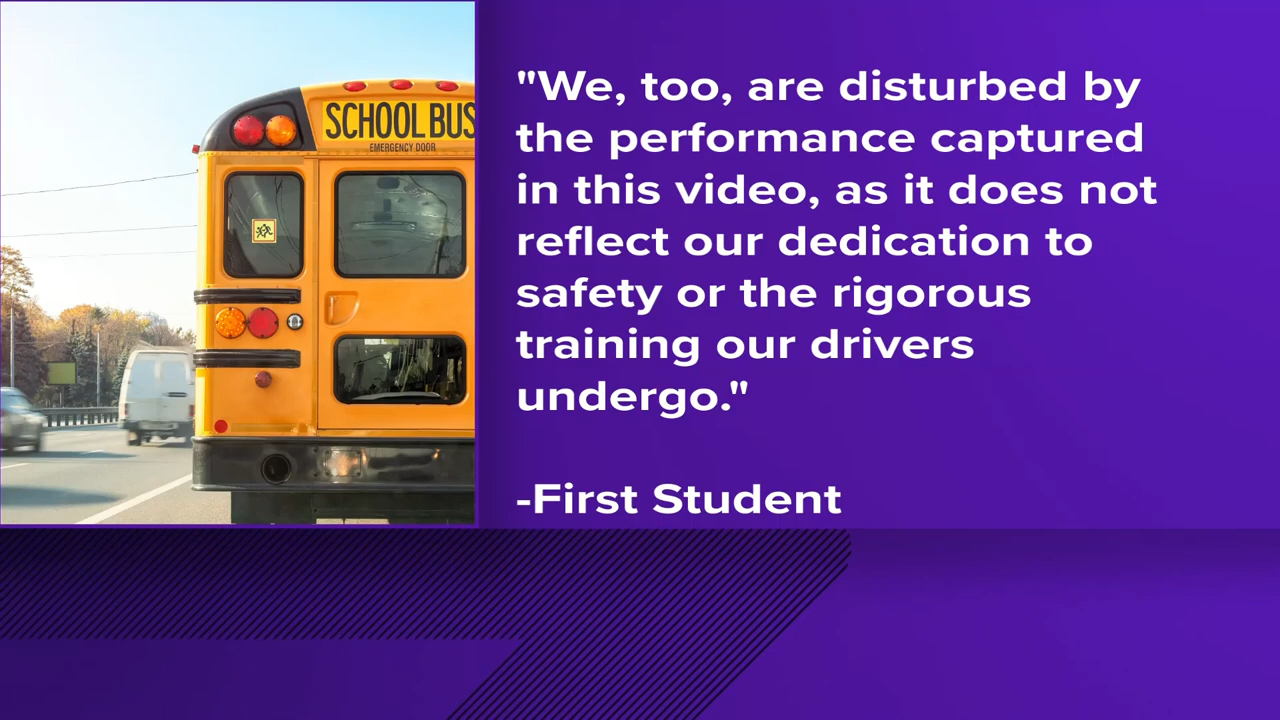 SCHOOL BUS
EMERGENCY DOOR
"We, too, are disturbed by
the performance captured
in this video, as it does not
reflect our dedication to
safety or the rigorous
training our drivers
undergo."
-First Student